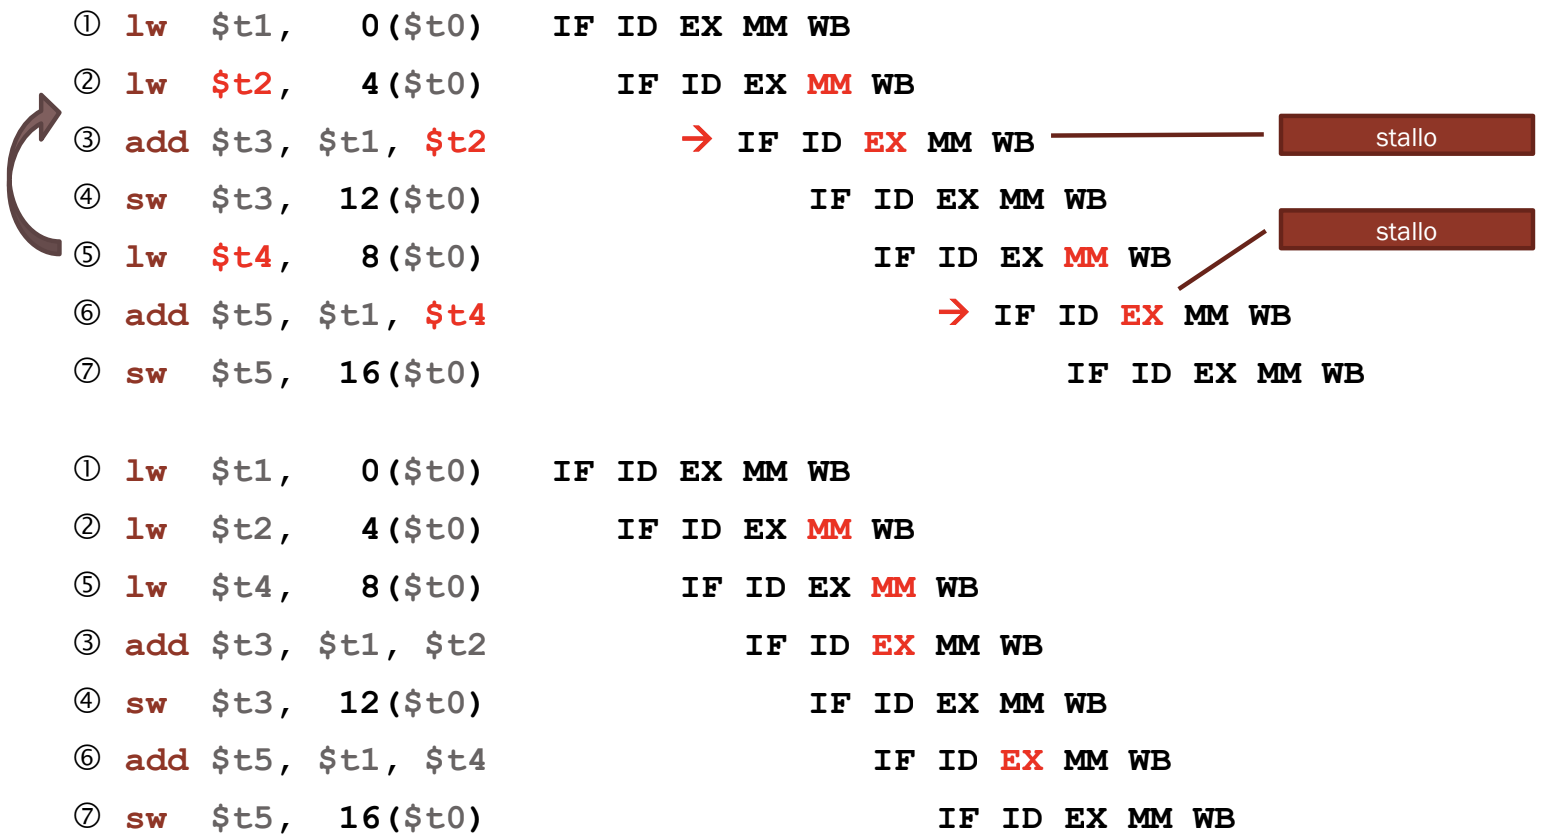 ① lw $t1, 0($t0) IF ID EX MM WB
② lw $t2, 4($t0) IF ID EX MM WB
③ add $t3, $t1, $t2 → IF ID EX MM WB stallo
④ sw $t3, 12($t0) IF ID EX MM WB
⑤ lw $t4, 8($t0) IF ID EX MM WB stallo
⑥ add $t5, $t1, $t4 → IF ID EX MM WB
⑦ sw $t5, 16($t0) IF ID EX MM WB
① lw $t1, 0($t0) IF ID EX MM WB
② lw $t2, 4($t0) IF ID EX MM WB
⑤ lw $t4, 8($t0) IF ID EX MM WB
③ add $t3, $t1, $t2 IF ID EX MM WB
④ sw $t3, 12($t0) IF ID EX MM WB
⑥ add $t5, $t1, $t4 IF ID EX MM WB
⑦ sw $t5, 16($t0) IF ID EX MM WB